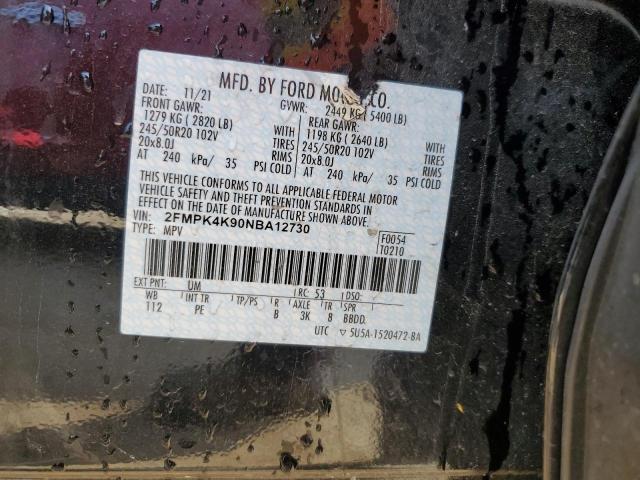 MFD. BY FORD MOTOR CO.
DATE: 11/21 GVWR: 2449 KG ( 5400 LB)
FRONT GAWR: REAR GAWR:
1279 KG ( 2820 LB) WITH 1198 KG ( 2640 LB) WITH
245/50R20 102V TIRES 245/50R20 102V TIRES
20x8.0J RIMS 20x8.0J RIMS
AT 240 kPa/ 35 PSI COLD AT 240 kPa/ 35 PSI COLD
THIS VEHICLE CONFORMS TO ALL APPLICABLE FEDERAL MOTOR
VEHICLE SAFETY AND THEFT PREVENTION STANDARDS IN
EFFECT ON THE DATE OF MANUFACTURE SHOWN ABOVE.
VIN: 2FMPK4K90NBA12730 F0054
TYPE: MPV T0210
EXT PNT: UM RC: 53 DSO:
WB INT TR TP/PS R AXLE TR SPR
112 PE B 3K 8 BBDD
UTC ▽ 5U5A-1520472-BA